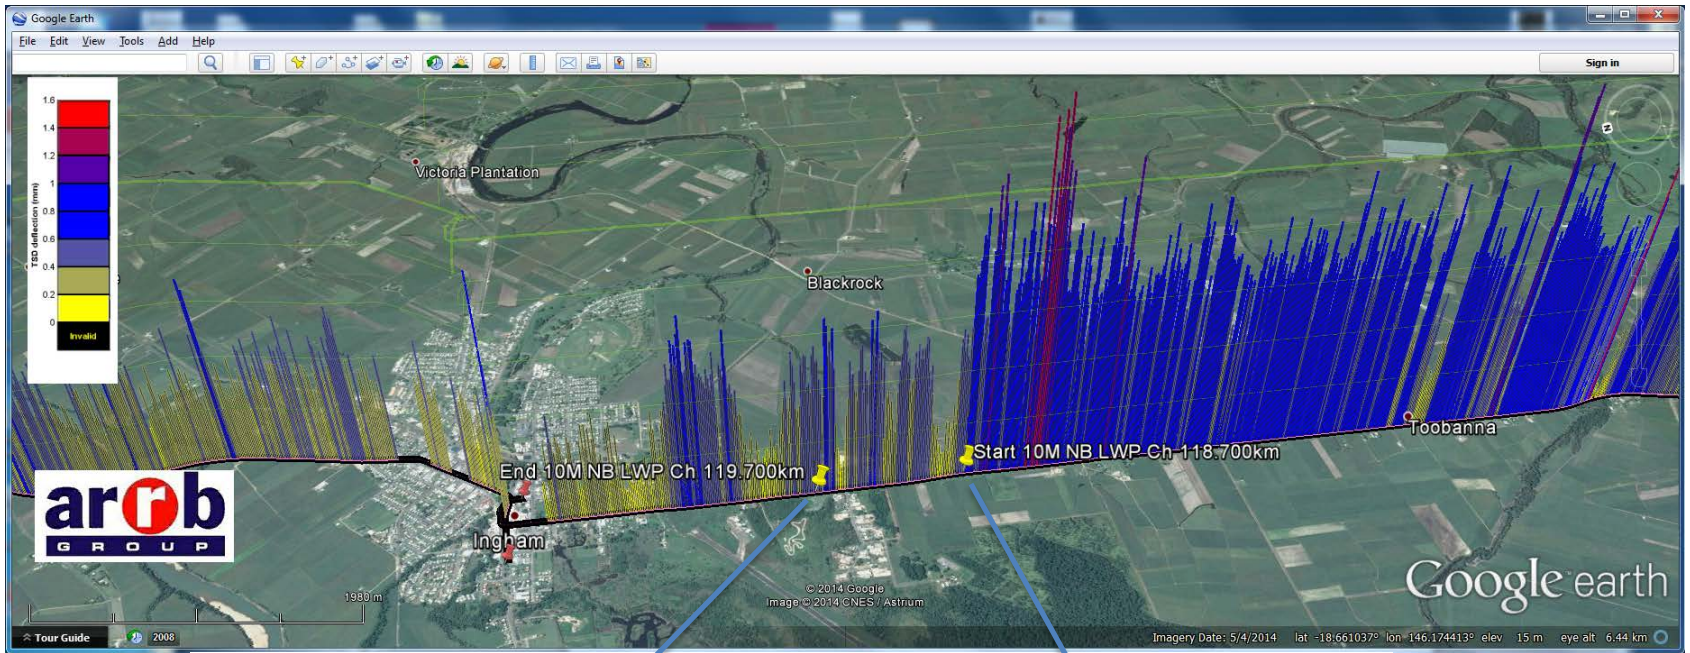 Google Earth
File Edit View Tools Add Help
Sign in
1.6
1.4
1.2
1
0.8
0.6
0.4
0.2
0
TSD deflection (mm)
Invalid
Victoria Plantation
Blackrock
Toobanna
Start 10M NB LWP Ch 118.700km
End 10M NB LWP Ch 119.700km
Ingham
arrb
GROUP
1980 m
© 2014 Google
Image © 2014 CNES / Astrium
Google earth
N
Tour Guide
2008
Imagery Date: 5/4/2014 lat -18.661037° lon 146.174413° elev 15 m eye alt 6.44 km